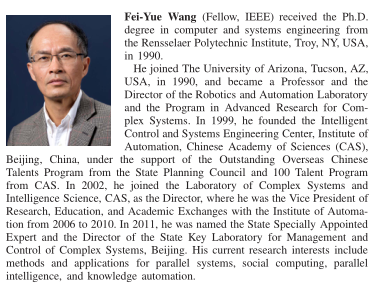 Fei-Yue Wang (Fellow, IEEE) received the Ph.D.
degree in computer and systems engineering from
the Rensselaer Polytechnic Institute, Troy, NY, USA,
in 1990.
He joined The University of Arizona, Tucson, AZ,
USA, in 1990, and became a Professor and the
Director of the Robotics and Automation Laboratory
and the Program in Advanced Research for Com-
plex Systems. In 1999, he founded the Intelligent
Control and Systems Engineering Center, Institute of
Automation, Chinese Academy of Sciences (CAS),
Beijing, China, under the support of the Outstanding Overseas Chinese
Talents Program from the State Planning Council and 100 Talent Program
from CAS. In 2002, he joined the Laboratory of Complex Systems and
Intelligence Science, CAS, as the Director, where he was the Vice President of
Research, Education, and Academic Exchanges with the Institute of Automa-
tion from 2006 to 2010. In 2011, he was named the State Specially Appointed
Expert and the Director of the State Key Laboratory for Management and
Control of Complex Systems, Beijing. His current research interests include
methods and applications for parallel systems, social computing, parallel
intelligence, and knowledge automation.